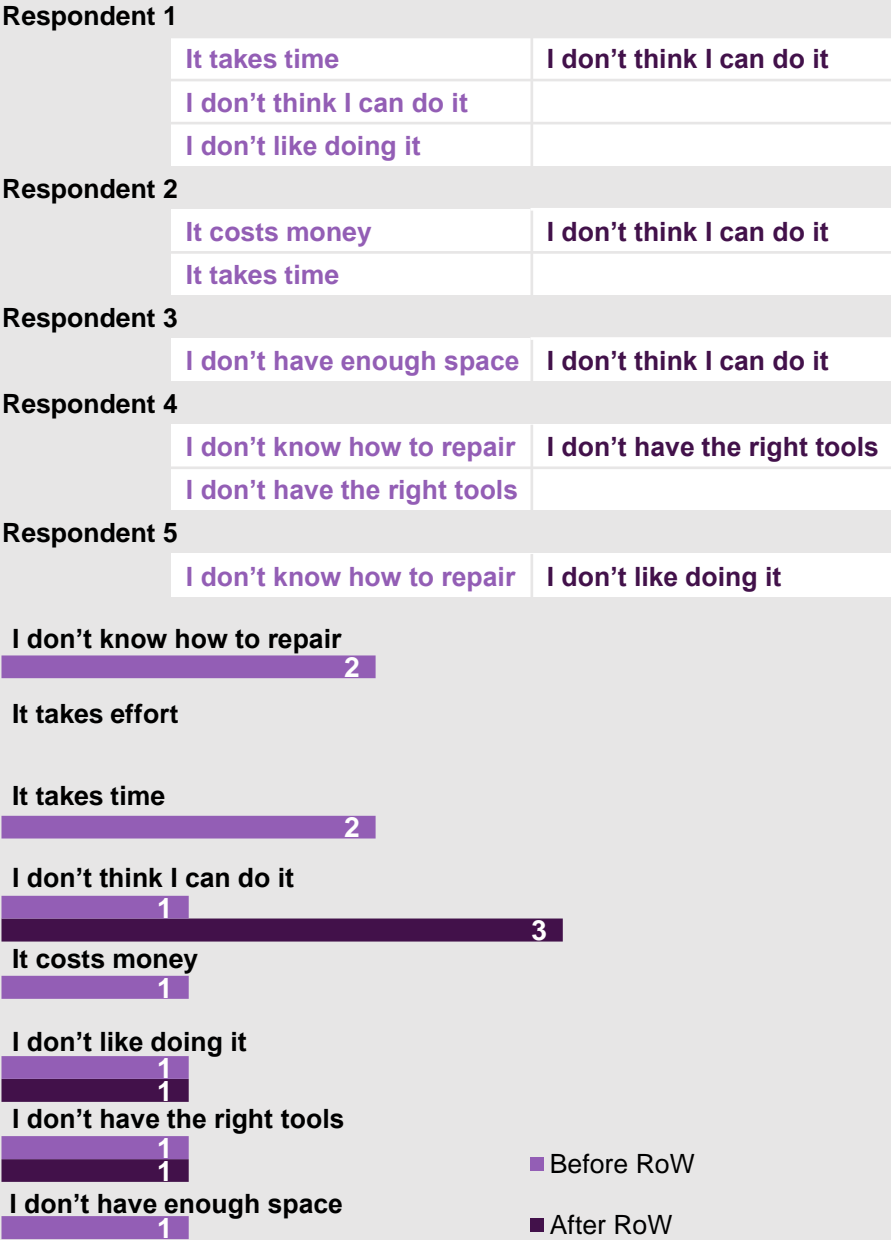 Respondent 1
It takes time I don't think I can do it
I don't think I can do it
I don't like doing it
Respondent 2
It costs money I don't think I can do it
It takes time
Respondent 3
I don't have enough space I don't think I can do it
Respondent 4
I don't know how to repair I don't have the right tools
I don't have the right tools
Respondent 5
I don't know how to repair I don't like doing it
I don't know how to repair
2
It takes effort
It takes time
2
I don't think I can do it
1
3
It costs money
1
I don't like doing it
1
1
I don't have the right tools
1
1
Before RoW
I don't have enough space
1
After RoW